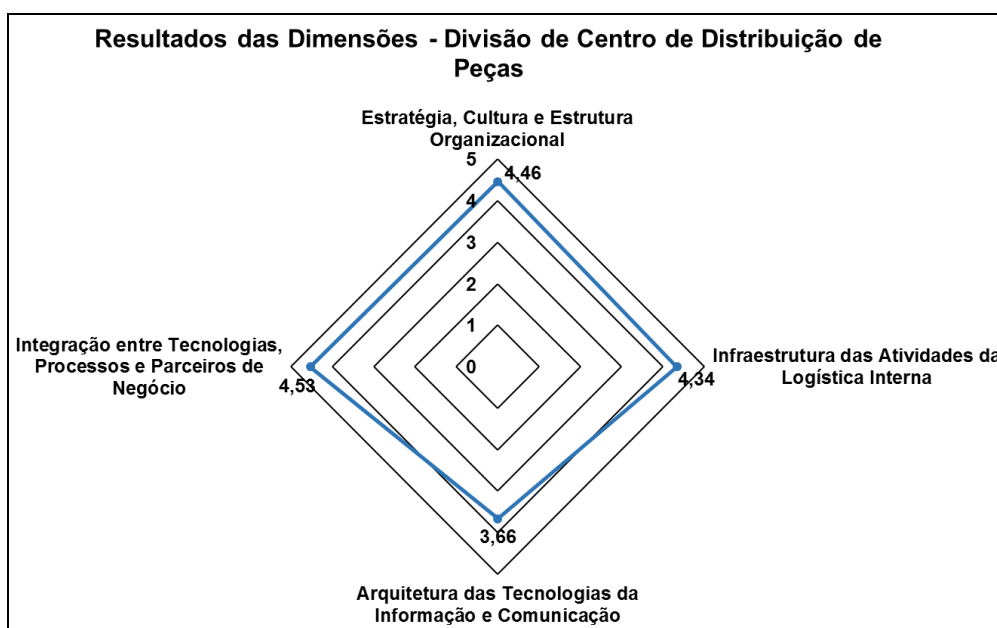 Resultados das Dimensões - Divisão de Centro de Distribuição de
Peças
Estratégia, Cultura e Estrutura
Organizacional
5
4,46
4
3
2
1
0
Integração entre Tecnologias,
Processos e Parceiros de
Negócio
4,53
Infraestrutura das Atividades da
Logística Interna
4,34
3,66
Arquitetura das Tecnologias da
Informação e Comunicação